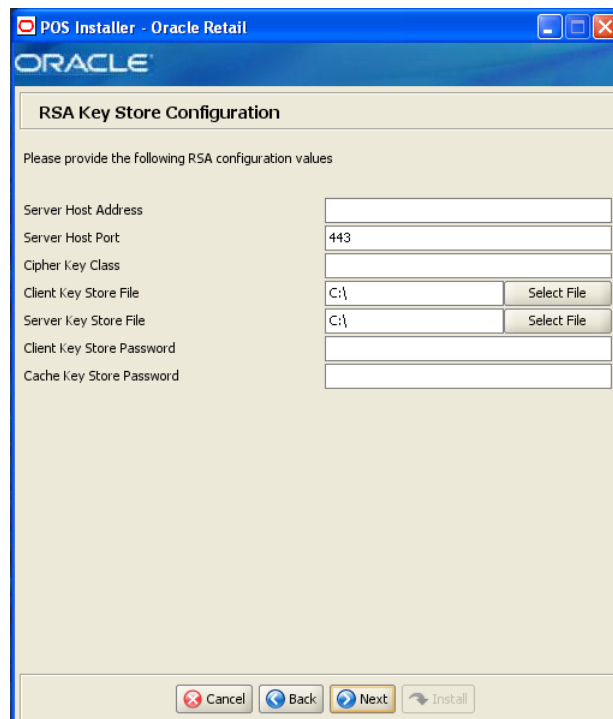 POS Installer - Oracle Retail
ORACLE
RSA Key Store Configuration
Please provide the following RSA configuration values
Server Host Address
Server Host Port 443
Cipher Key Class
Client Key Store File C:\ Select File
Server Key Store File C:\ Select File
Client Key Store Password
Cache Key Store Password
Cancel Back Next Install